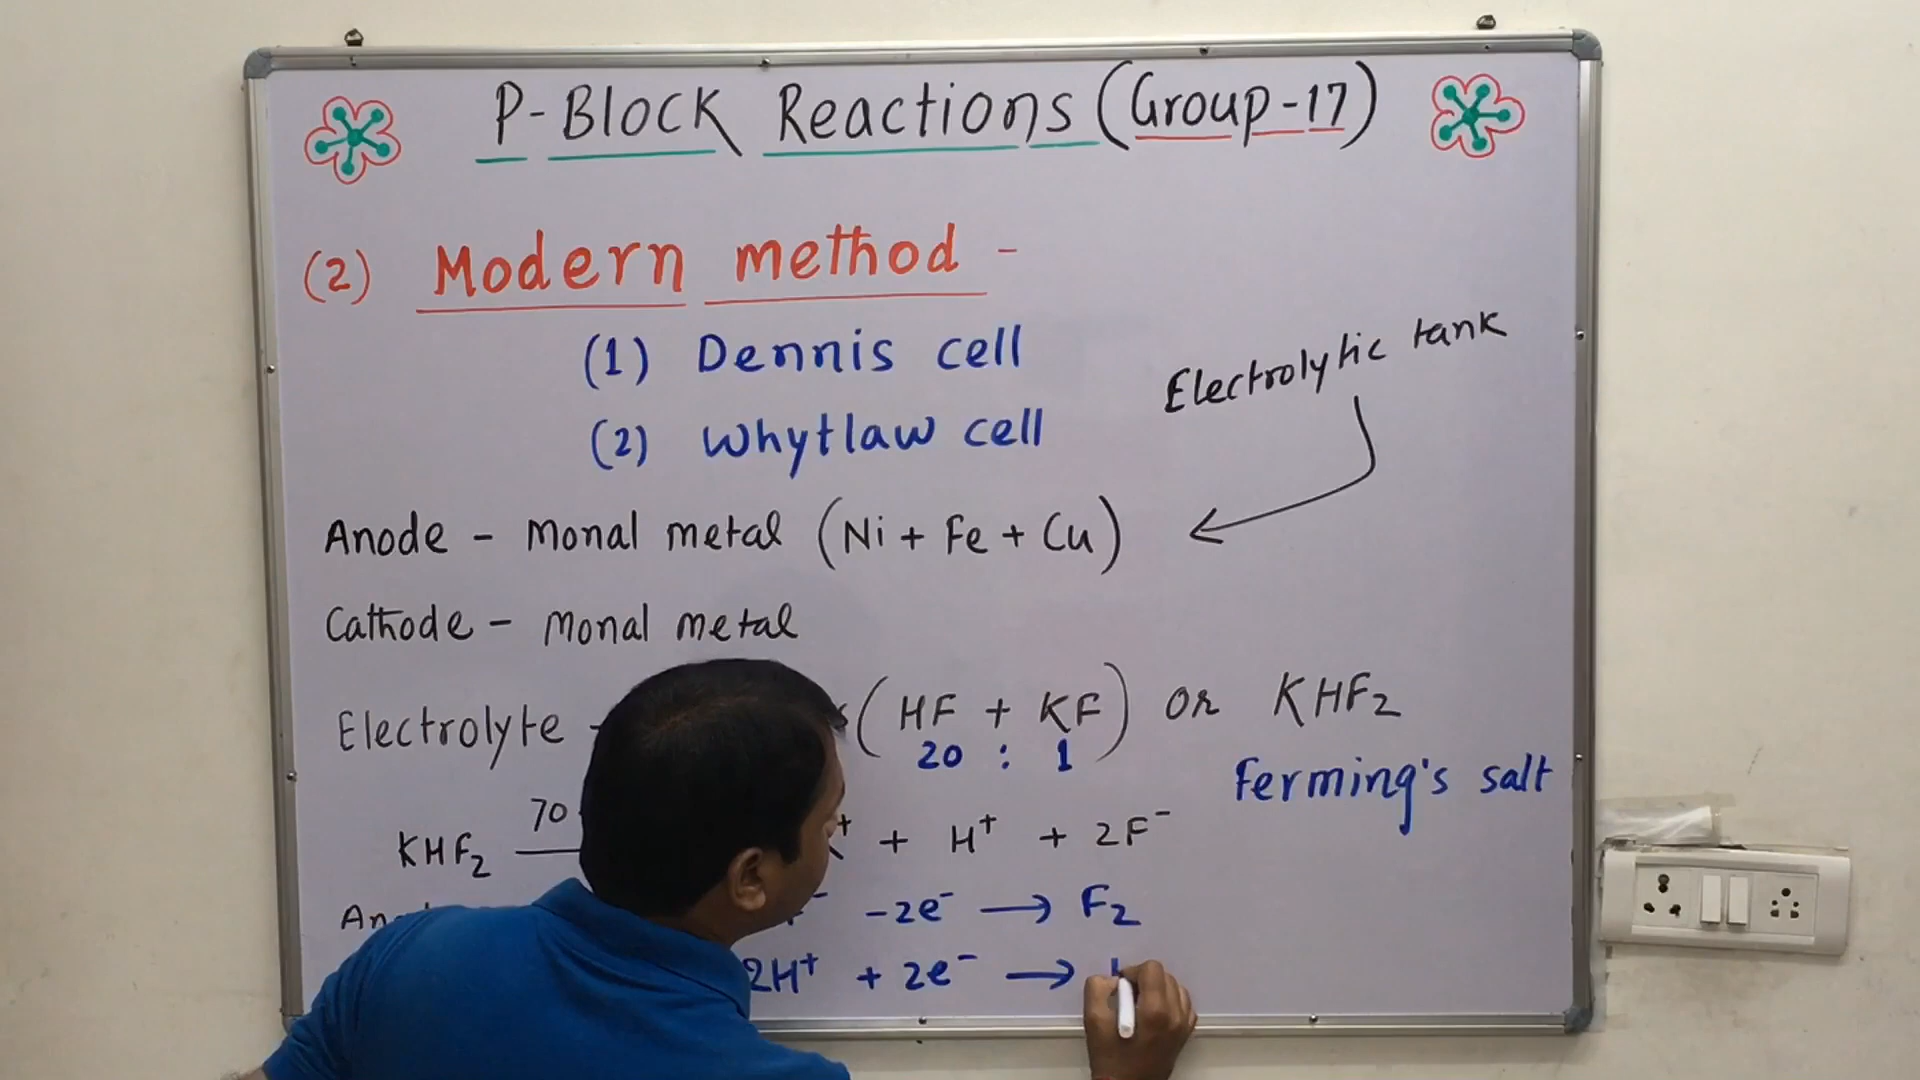 P-Block Reactions (Group-17)
(2) Modern method -
(1) Dennis cell
(2) Whytlaw cell
Electrolytic tank
Anode - Monal metal (Ni + Fe + Cu)
Cathode - Monal metal
Electrolyte - (HF + KF) or KHF2
20 : 1
Ferming's salt
KHF2 70 + H+ + 2F-
-2e- → F2
2H+ + 2e- →